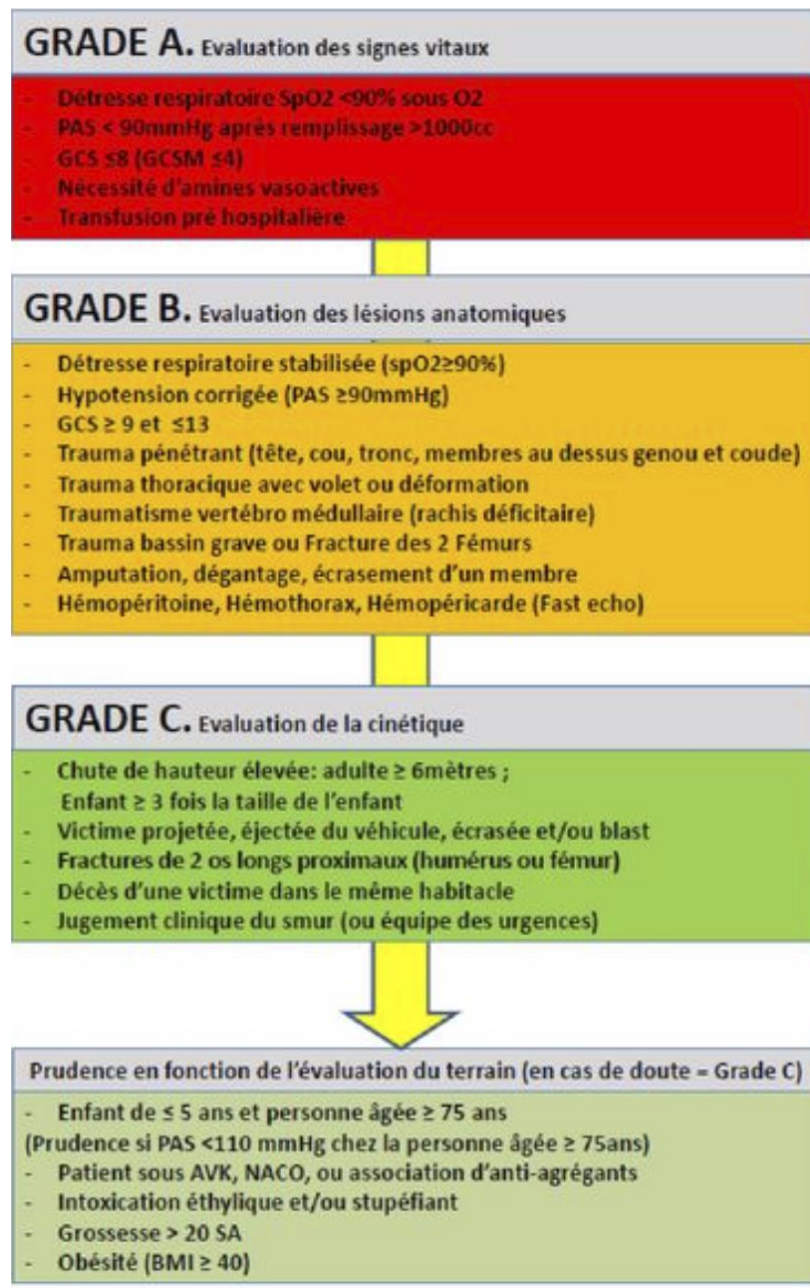 GRADE A. Evaluation des signes vitaux
- Détresse respiratoire SpO2 <90% sous O2
- PAS < 90mmHg après remplissage >1000cc
- GCS ≤8 (GCSM ≤4)
- Nécessité d'amines vasoactives
- Transfusion pré hospitalière
GRADE B. Evaluation des lésions anatomiques
- Détresse respiratoire stabilisée (spO2≥90%)
- Hypotension corrigée (PAS ≥90mmHg)
- GCS ≥ 9 et ≤13
- Trauma pénétrant (tête, cou, tronc, membres au dessus genou et coude)
- Trauma thoracique avec volet ou déformation
- Traumatisme vertébro médullaire (rachis déficitaire)
- Trauma bassin grave ou Fracture des 2 Fémurs
- Amputation, dégantage, écrasement d'un membre
- Hémopéritoine, Hémothorax, Hémopéricarde (Fast echo)
GRADE C. Evaluation de la cinétique
- Chute de hauteur élevée: adulte ≥ 6mètres ;
Enfant ≥ 3 fois la taille de l'enfant
- Victime projetée, éjectée du véhicule, écrasée et/ou blast
- Fractures de 2 os longs proximaux (humérus ou fémur)
- Décès d'une victime dans le même habitacle
- Jugement clinique du smur (ou équipe des urgences)
Prudence en fonction de l'évaluation du terrain (en cas de doute = Grade C)
- Enfant de ≤ 5 ans et personne âgée ≥ 75 ans
(Prudence si PAS <110 mmHg chez la personne âgée ≥ 75ans)
- Patient sous AVK, NACO, ou association d'anti-agrégants
- Intoxication éthylique et/ou stupéfiant
- Grossesse > 20 SA
- Obésité (BMI ≥ 40)